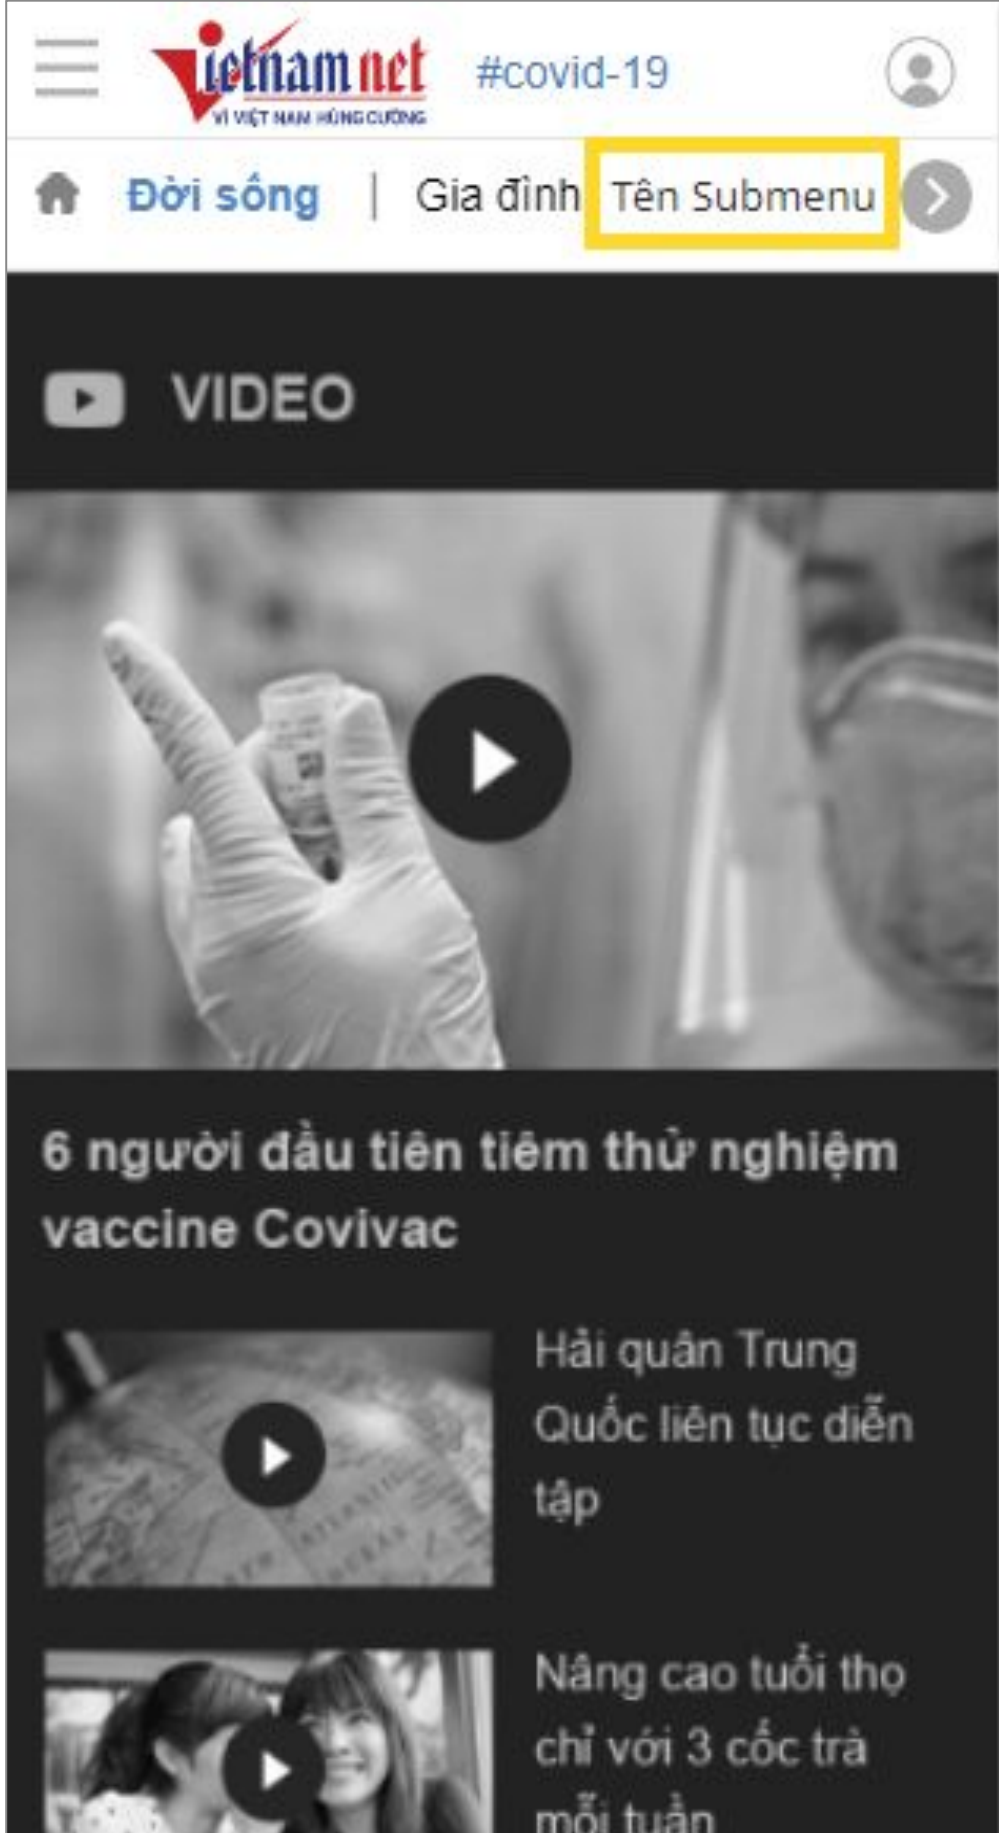 Vietnamnet
VÌ VIỆT NAM HÙNG CƯỜNG
#covid-19
Đời sống | Gia đình Tên Submenu
VIDEO
6 người đầu tiên tiêm thử nghiệm
vaccine Covivac
Hải quân Trung
Quốc liên tục diễn
tập
Nâng cao tuổi thọ
chỉ với 3 cốc trà
mỗi tuần